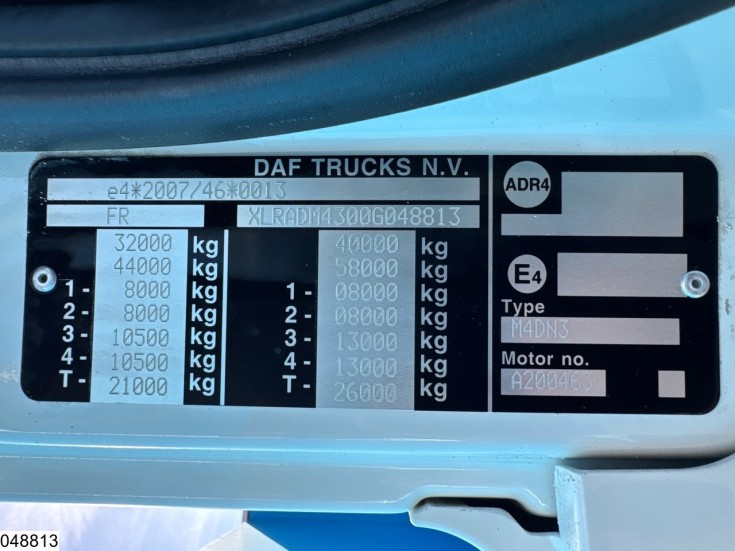 DAF TRUCKS N.V.
e4*2007/46*0013
FR XLRADM4300G048813
32000 kg 40000 kg
44000 kg 58000 kg
1- 8000 kg 1- 08000 kg
2- 8000 kg 2- 08000 kg
3- 10500 kg 3- 13000 kg
4- 10500 kg 4- 13000 kg
T- 21000 kg T- 26000 kg
ADR4
E4
Type
M4DN3
Motor no.
A200463
048813